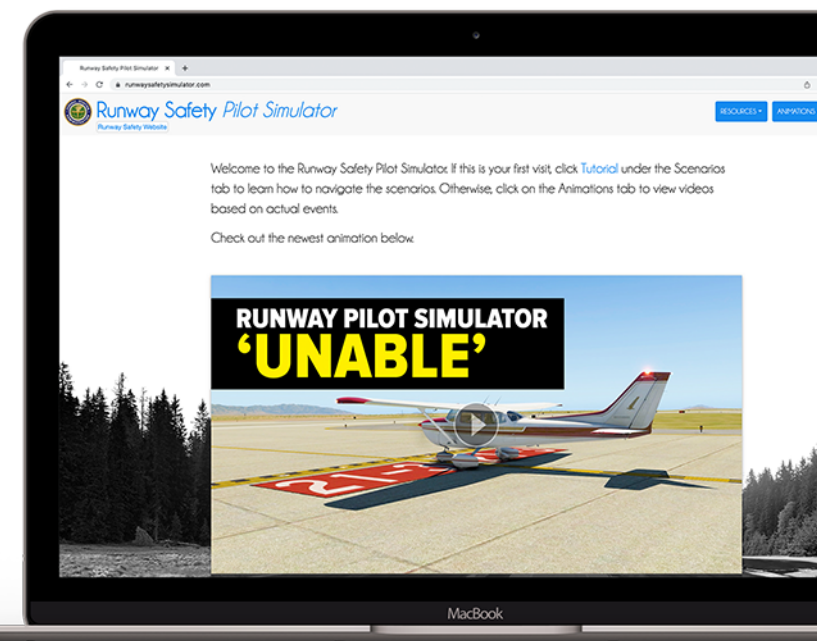 Runway Safety Pilot Simulator
runwaysafetysimulator.com
Runway Safety Pilot Simulator
Runway Safety Website
RESOURCES
ANIMATIONS
Welcome to the Runway Safety Pilot Simulator. If this is your first visit, click Tutorial under the Scenarios
tab to learn how to navigate the scenarios. Otherwise, click on the Animations tab to view videos
based on actual events.
Check out the newest animation below.
RUNWAY PILOT SIMULATOR
‘UNABLE’
MacBook